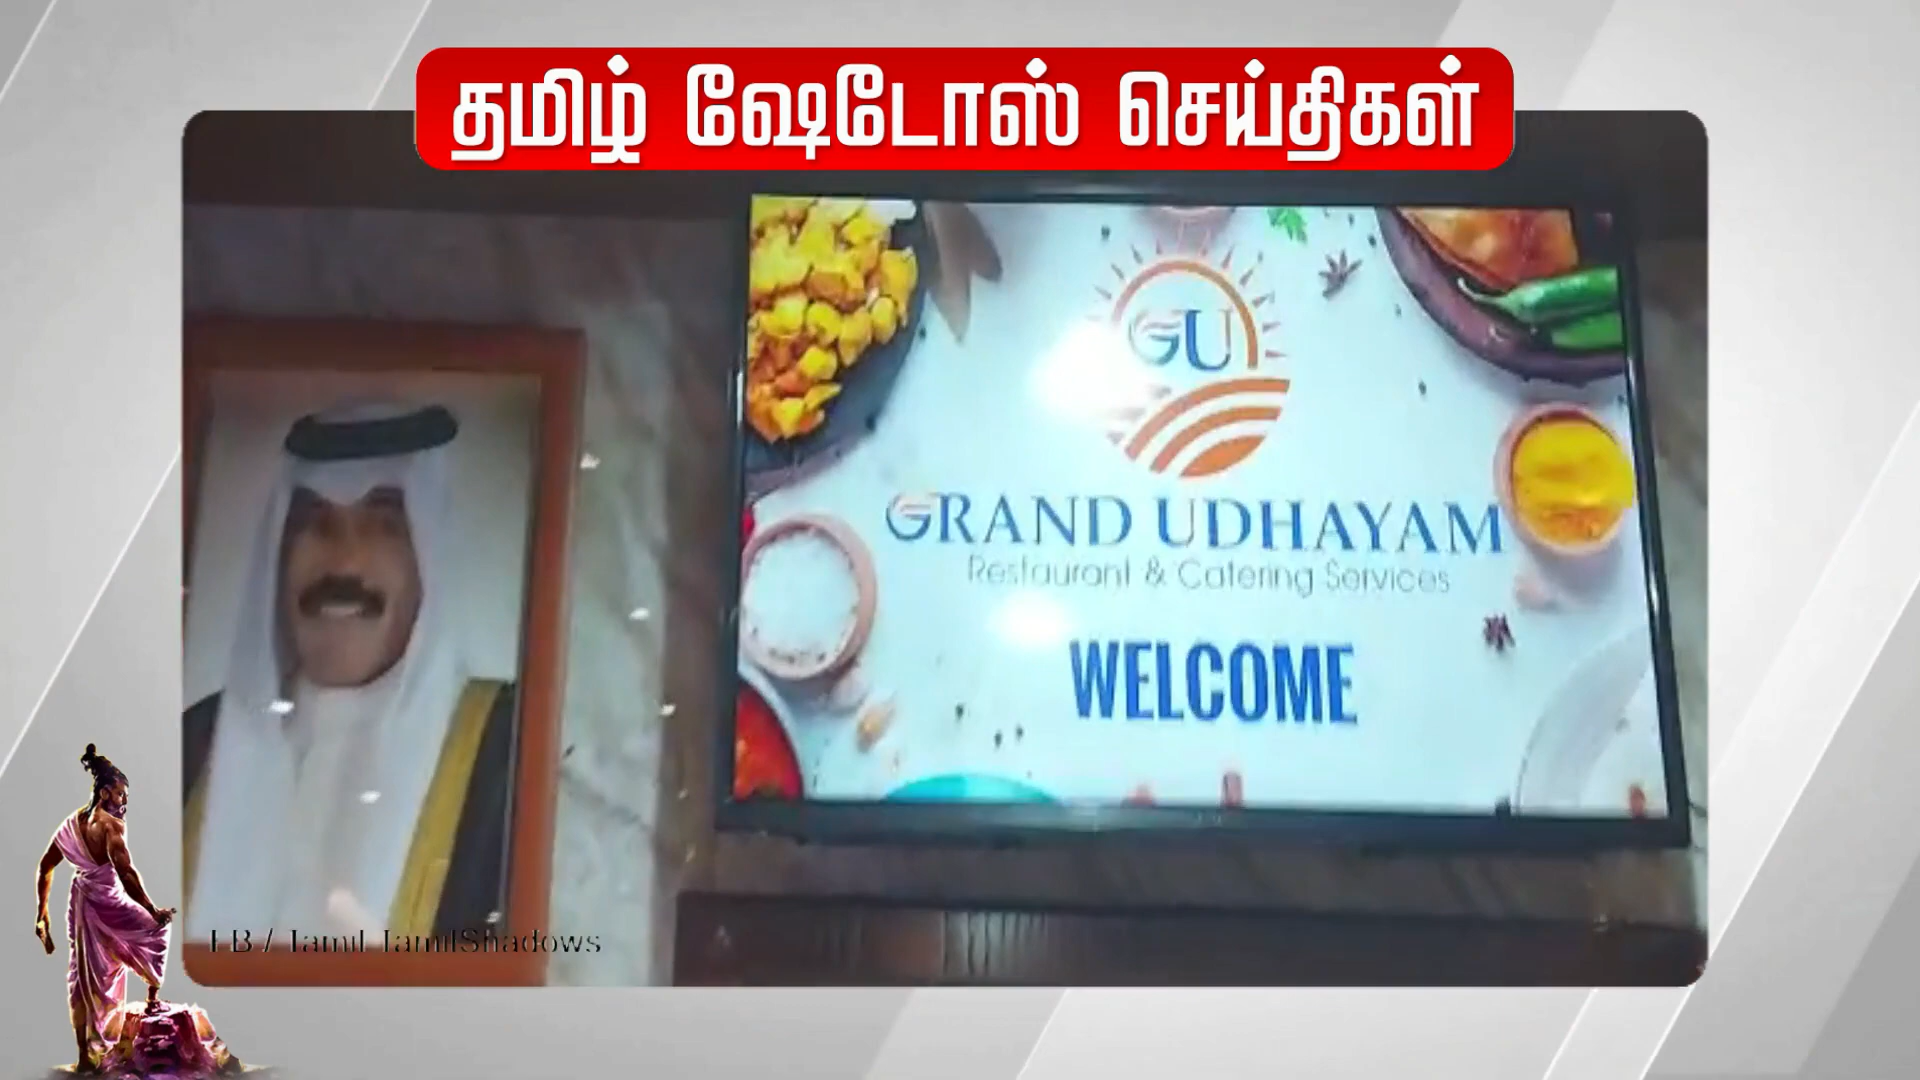 தமிழ் ஷேடோஸ் செய்திகள்
GU
GRAND UDHAYAM
Restaurant & Catering Services
WELCOME
FB / Tamil TamilShadows